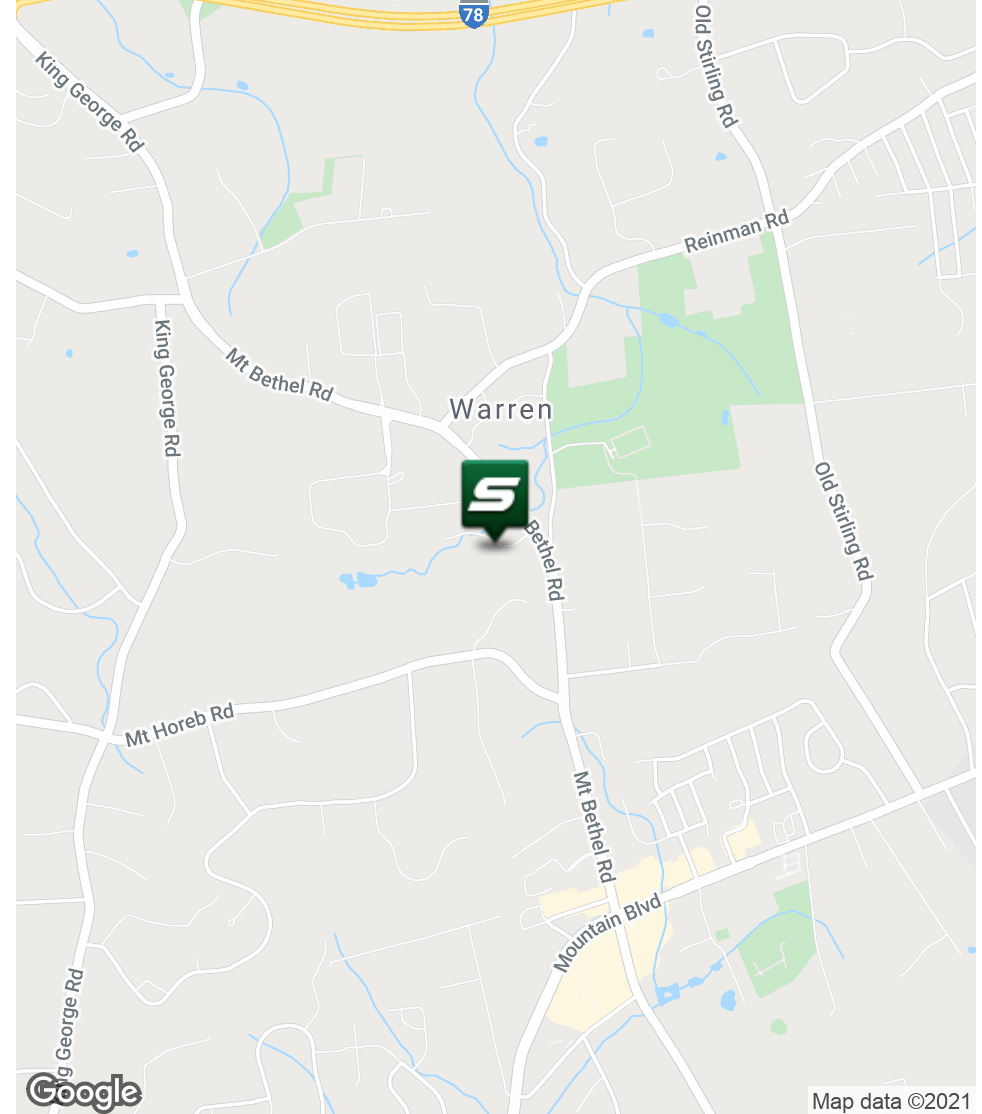 78
Old Stirling Rd
King George Rd
Reinman Rd
King George Rd
Mt Bethel Rd
Warren
S
Old Stirling Rd
Bethel Rd
Mt Horeb Rd
Mt Bethel Rd
Mountain Blvd
King George Rd
Google
Map data ©2021